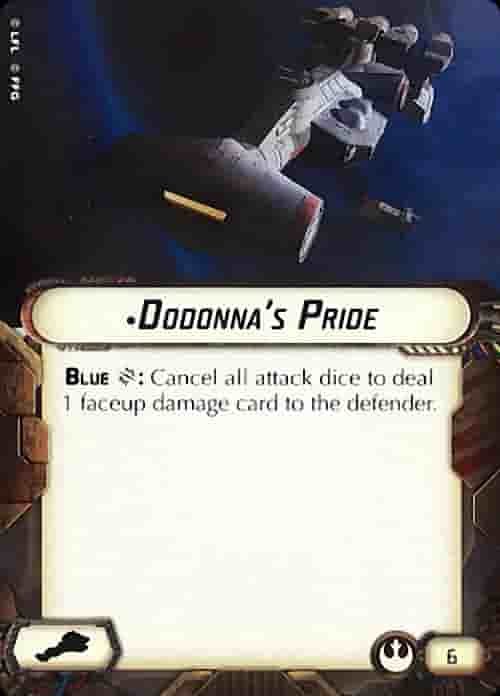 © LFL © FFG
•Dodonna's Pride
Blue : Cancel all attack dice to deal
1 faceup damage card to the defender.
6